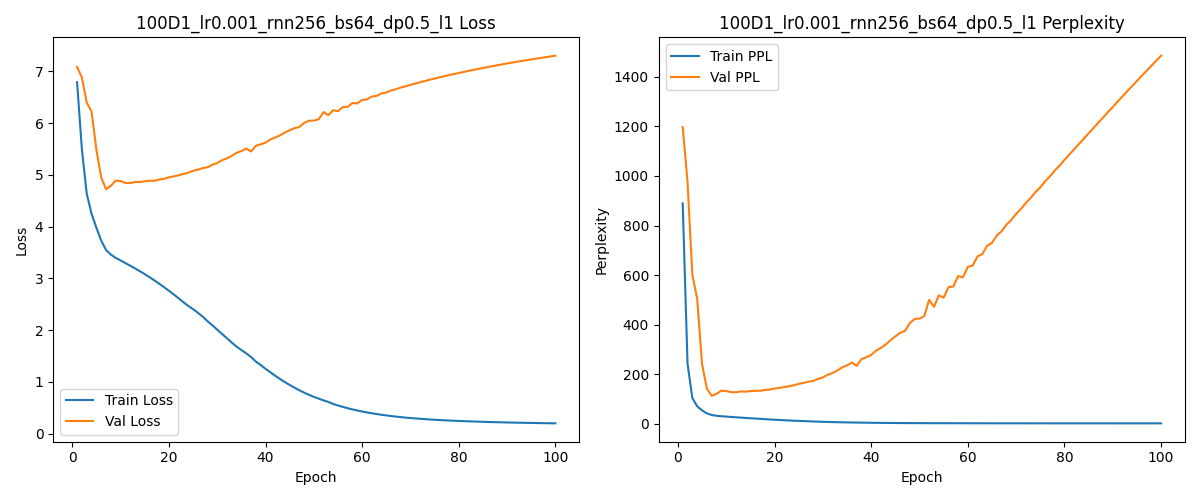 100D1_lr0.001_rnn256_bs64_dp0.5_l1 Loss
7
6
5
4
3
2
1
0
Loss
Train Loss
Val Loss
0 20 40 60 80 100
Epoch
100D1_lr0.001_rnn256_bs64_dp0.5_l1 Perplexity
Train PPL
Val PPL
1400
1200
1000
800
600
400
200
0
Perplexity
0 20 40 60 80 100
Epoch